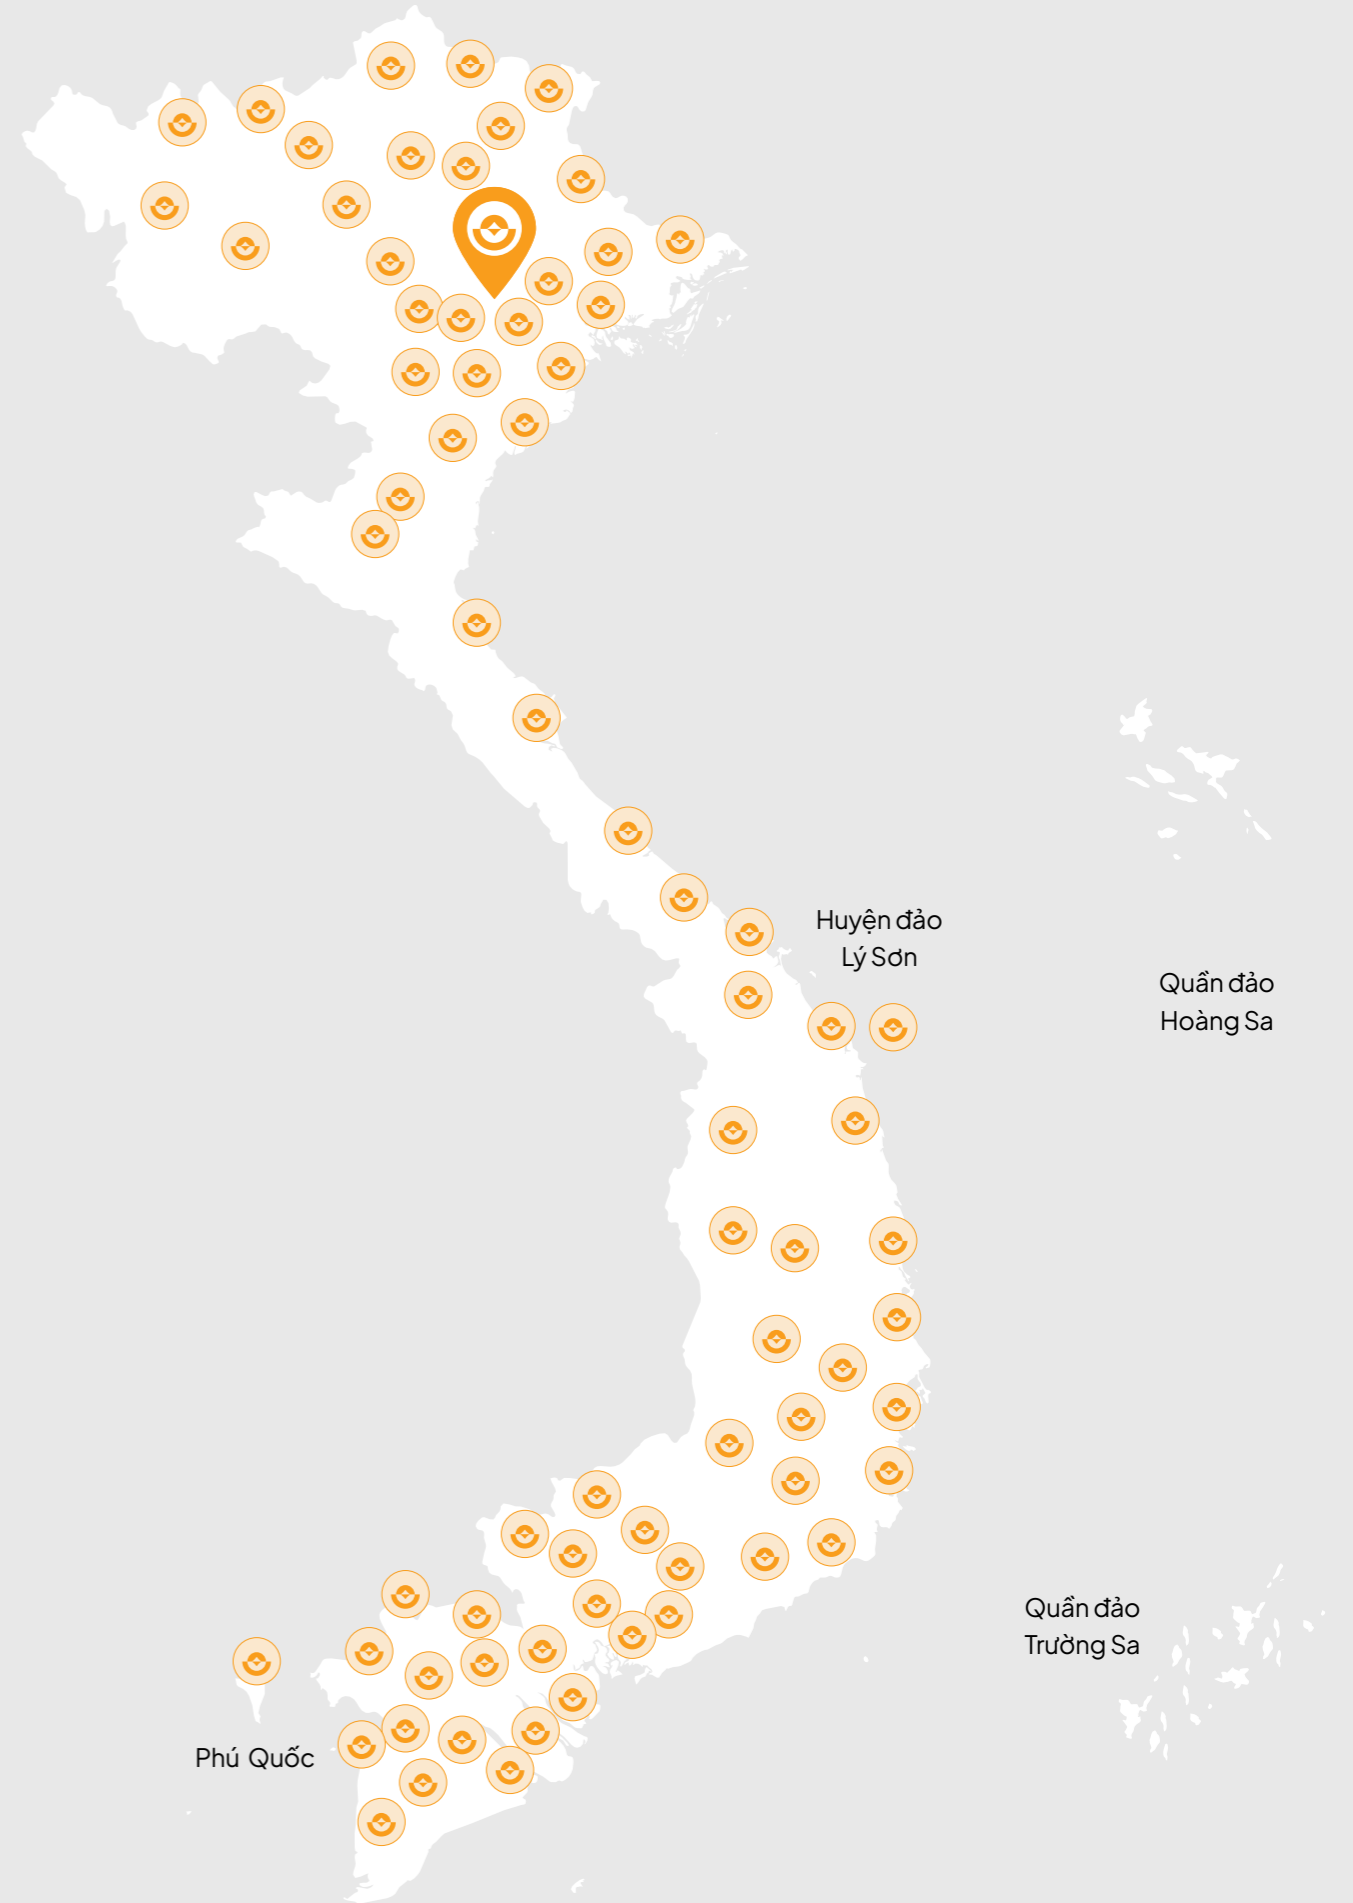 Huyện đảo
Lý Sơn
Quần đảo
Hoàng Sa
Quần đảo
Trường Sa
Phú Quốc